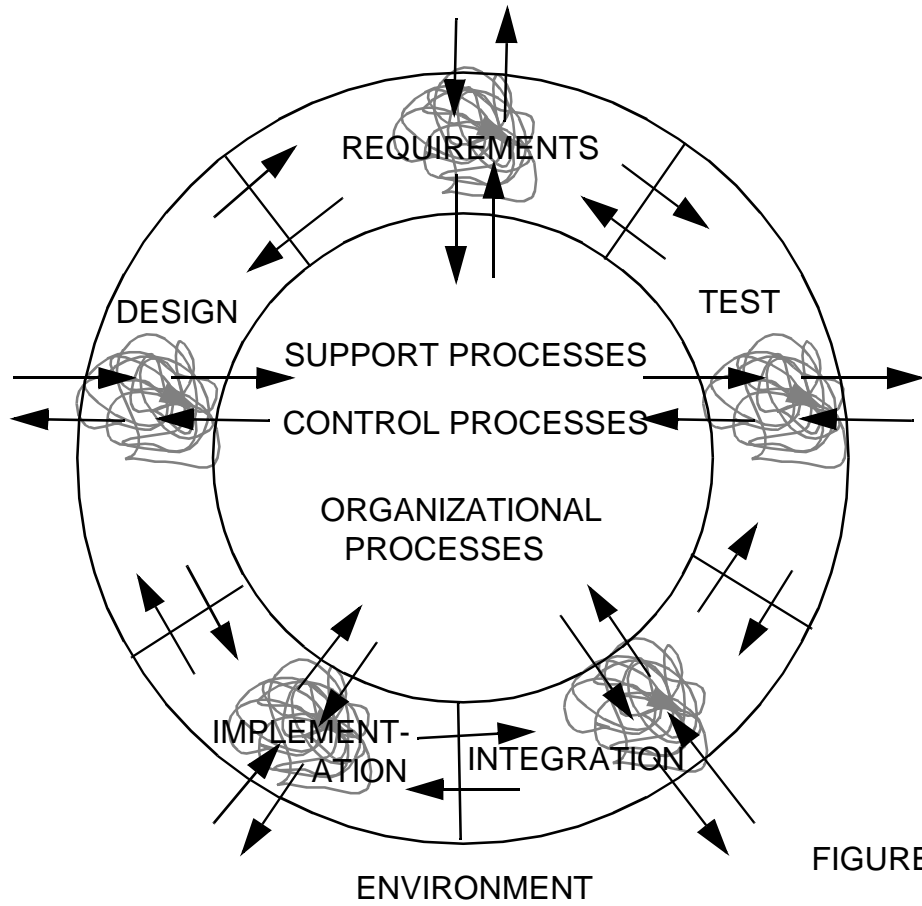 REQUIREMENTS
DESIGN
TEST
SUPPORT PROCESSES
CONTROL PROCESSES
ORGANIZATIONAL
PROCESSES
IMPLEMENT-
ATION
INTEGRATION
FIGURE
ENVIRONMENT